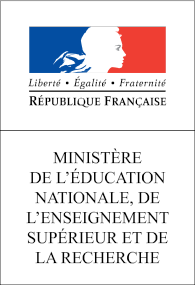 Liberté • Égalité • Fraternité
RÉPUBLIQUE FRANÇAISE
MINISTÈRE
DE L’ÉDUCATION
NATIONALE, DE
L’ENSEIGNEMENT
SUPÉRIEUR ET DE
LA RECHERCHE